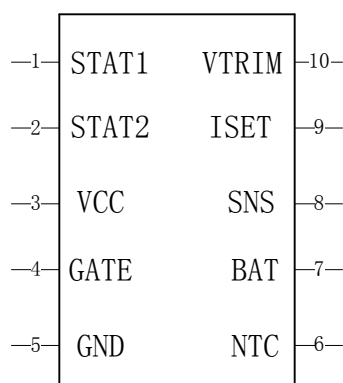 1 STAT1 VTRIM 10
2 STAT2 ISET 9
3 VCC SNS 8
4 GATE BAT 7
5 GND NTC 6